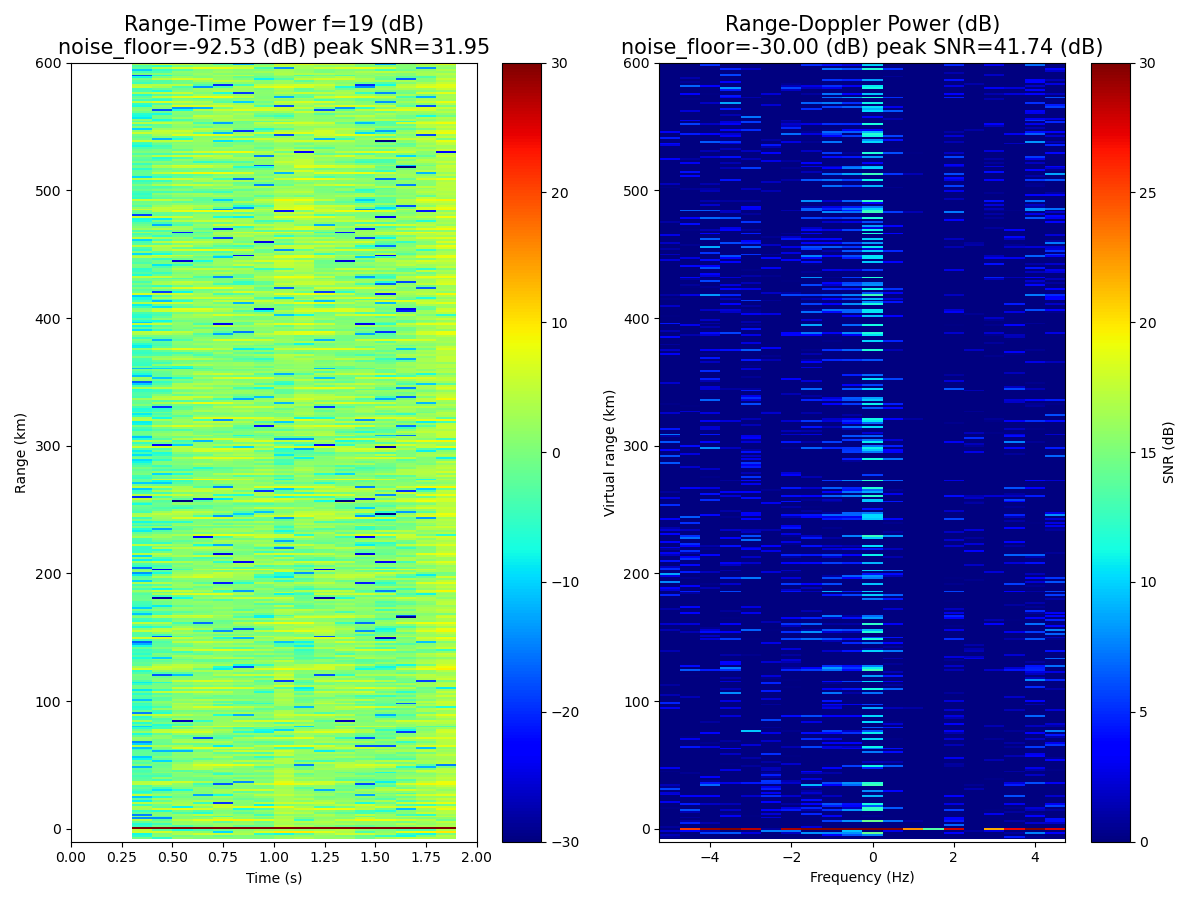 Range-Time Power f=19 (dB)
noise_floor=-92.53 (dB) peak SNR=31.95
600
500
400
300
200
100
0
Range (km)
0.00 0.25 0.50 0.75 1.00 1.25 1.50 1.75 2.00
Time (s)
30
20
10
0
−10
−20
−30
Range-Doppler Power (dB)
noise_floor=-30.00 (dB) peak SNR=41.74 (dB)
600
500
400
300
200
100
0
Virtual range (km)
−4 −2 0 2 4
Frequency (Hz)
30
25
20
15
10
5
0
SNR (dB)